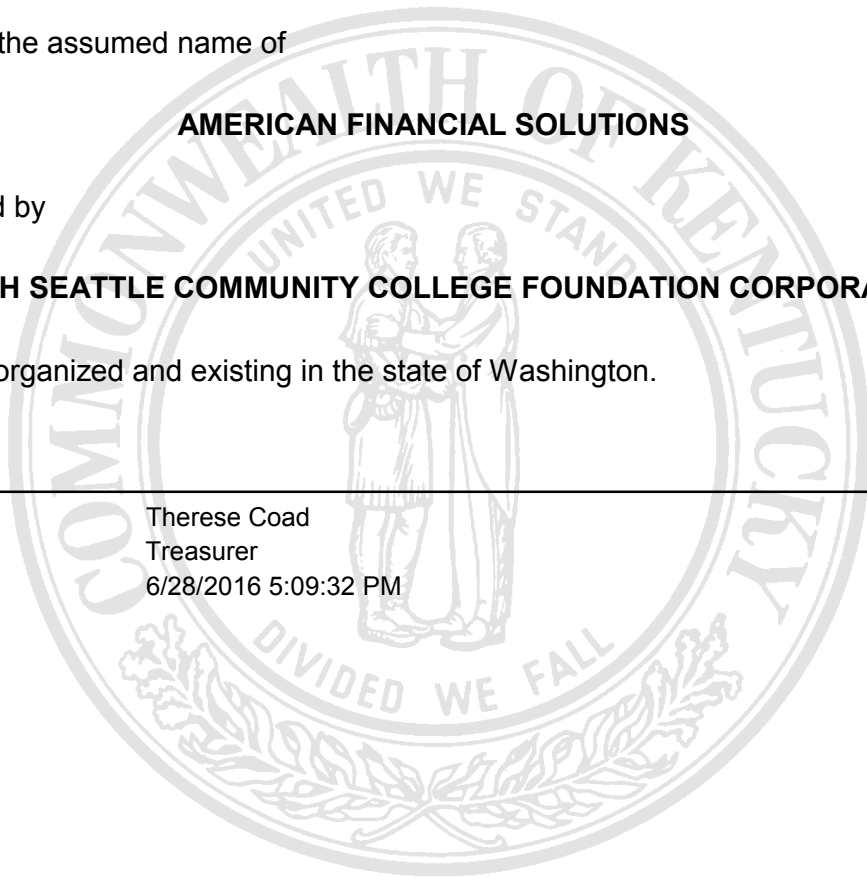 the assumed name of
AMERICAN FINANCIAL SOLUTIONS
d by
H SEATTLE COMMUNITY COLLEGE FOUNDATION CORPORA
organized and existing in the state of Washington.
Therese Coad
Treasurer
6/28/2016 5:09:32 PM
COMMONWEALTH OF KENTUCKY
UNITED WE STAND
DIVIDED WE FALL